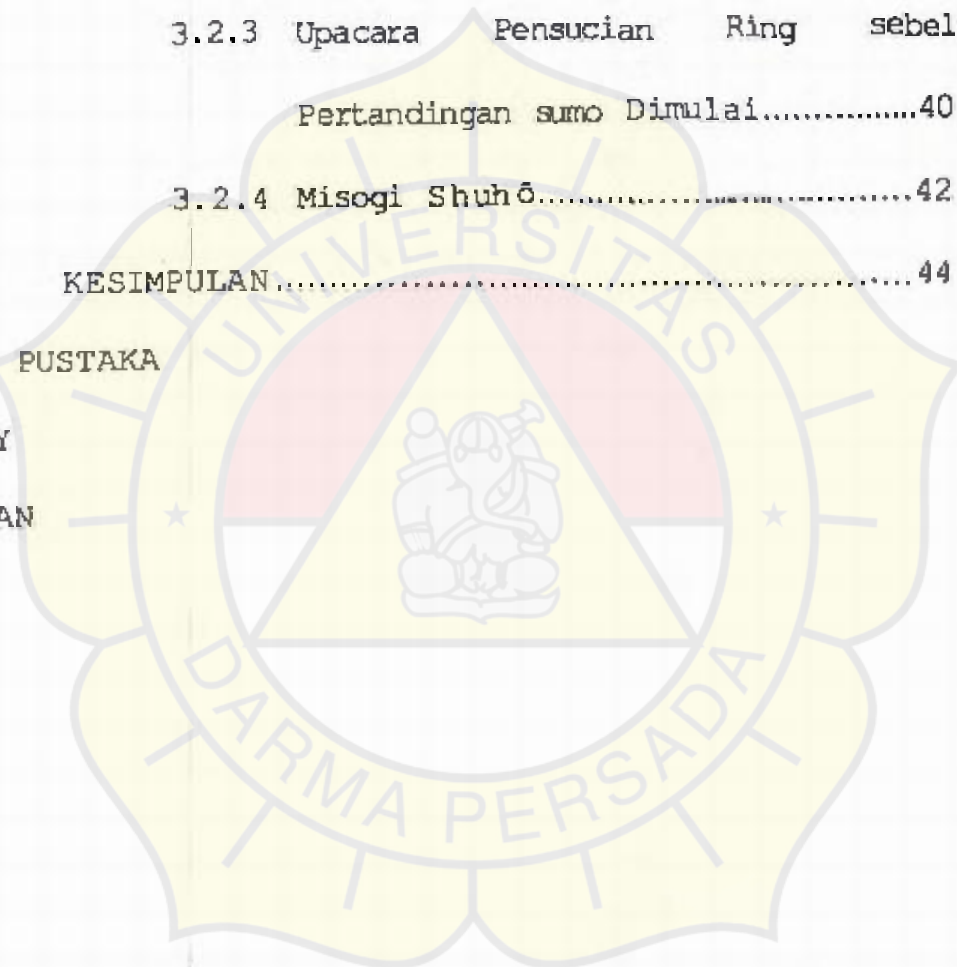 3.2.3 Upacara Pensucian Ring sebel
Pertandingan sumo Dimulai...............40
3.2.4 Misogi Shuhô...............................42
KESIMPULAN...............................................44
PUSTAKA
Y
AN
UNIVERSITAS
DARMA PERSADA